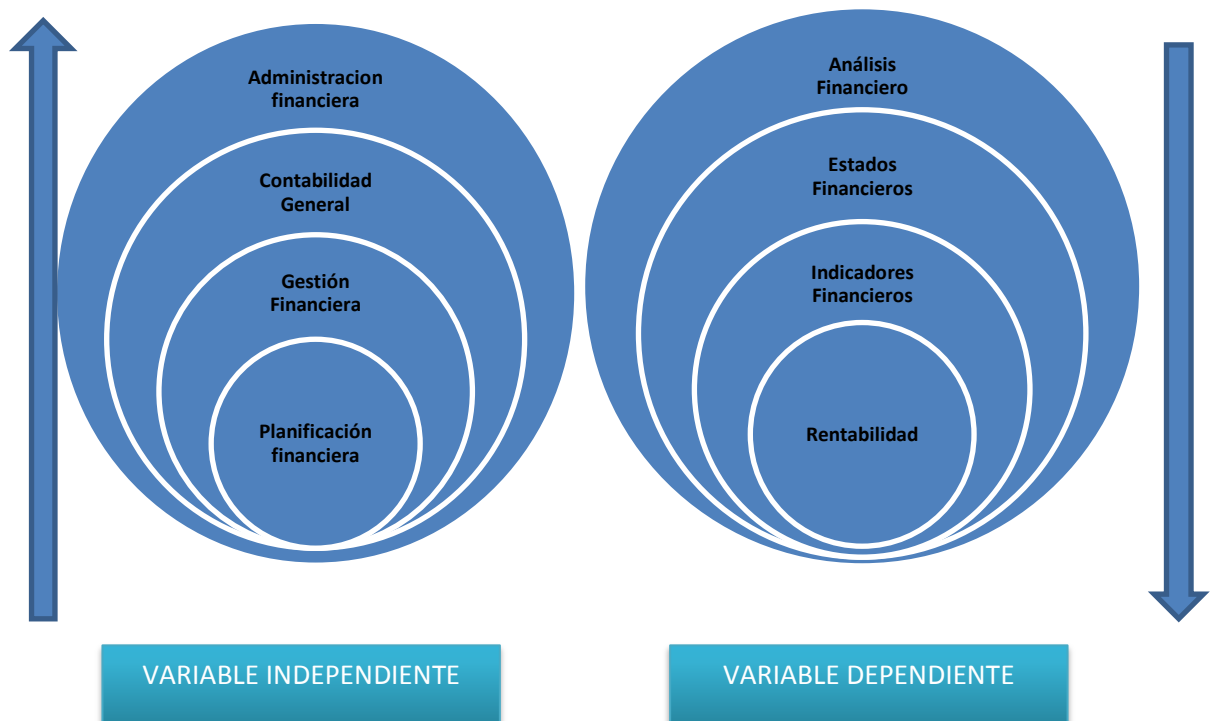 Administracion
financiera
Contabilidad
General
Gestión
Financiera
Planificación
financiera
Análisis
Financiero
Estados
Financieros
Indicadores
Financieros
Rentabilidad
VARIABLE INDEPENDIENTE
VARIABLE DEPENDIENTE